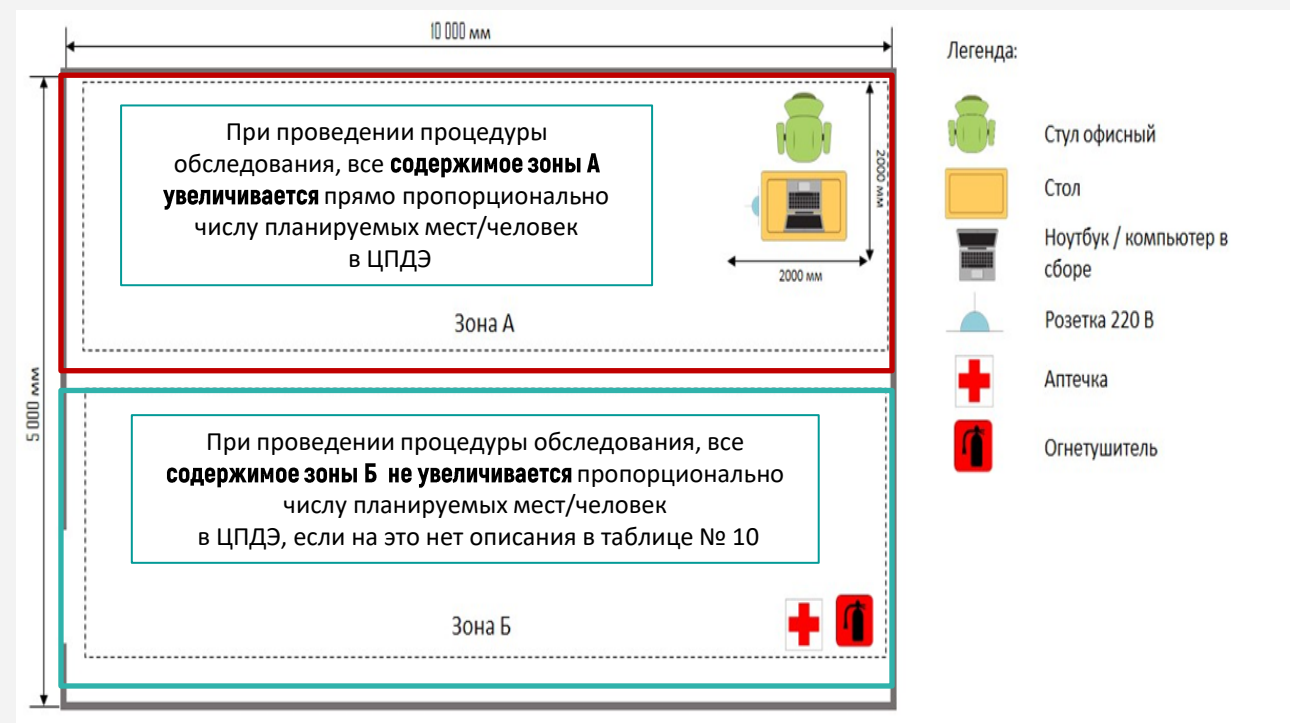 10 000 мм
Легенда:
При проведении процедуры
обследования, все содержимое зоны А
увеличивается прямо пропорционально
числу планируемых мест/человек
в ЦПДЭ
2000 мм
2000 мм
Зона А
5 000 мм
При проведении процедуры обследования, все
содержимое зоны Б не увеличивается пропорционально
числу планируемых мест/человек
в ЦПДЭ, если на это нет описания в таблице № 10
Зона Б
Стул офисный
Стол
Ноутбук / компьютер в
сборе
Розетка 220 В
Аптечка
Огнетушитель